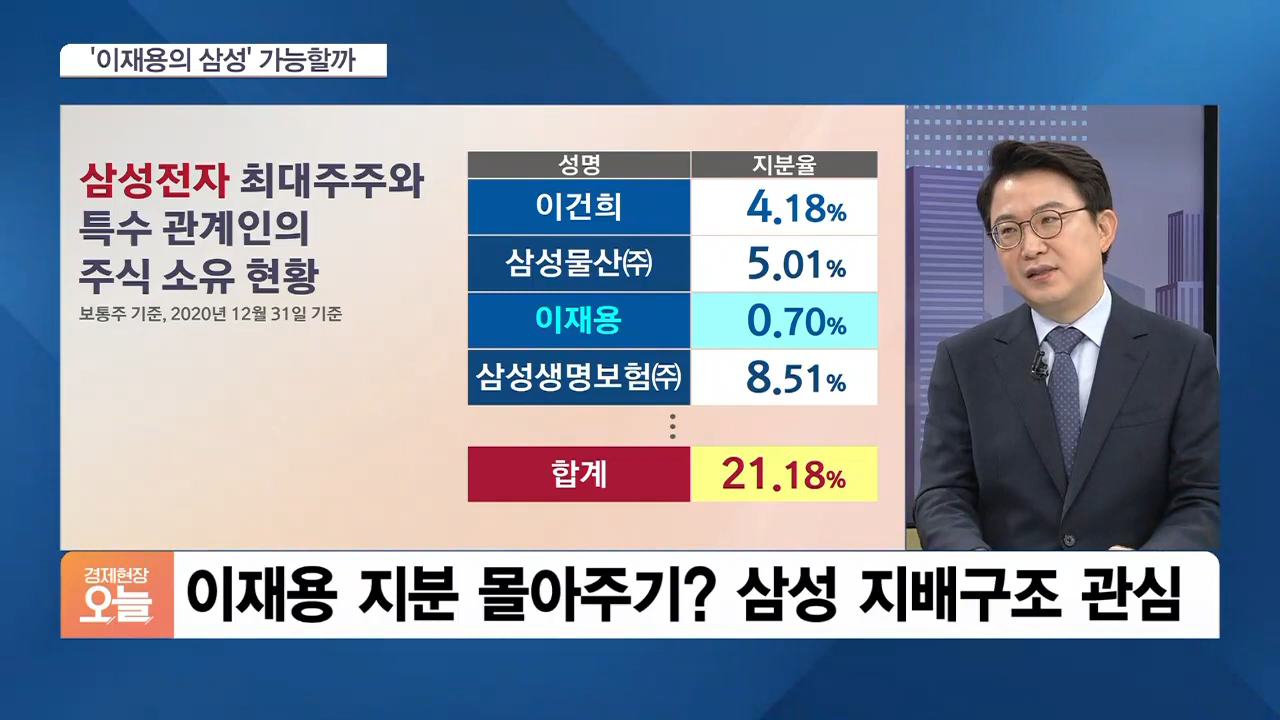 '이재용의 삼성' 가능할까
삼성전자 최대주주와
특수 관계인의
주식 소유 현황
보통주 기준, 2020년 12월 31일 기준
성명 지분율
이건희 4.18%
삼성물산㈜ 5.01%
이재용 0.70%
삼성생명보험㈜ 8.51%
⋮
합계 21.18%
경제현장
오늘
이재용 지분 몰아주기? 삼성 지배구조 관심